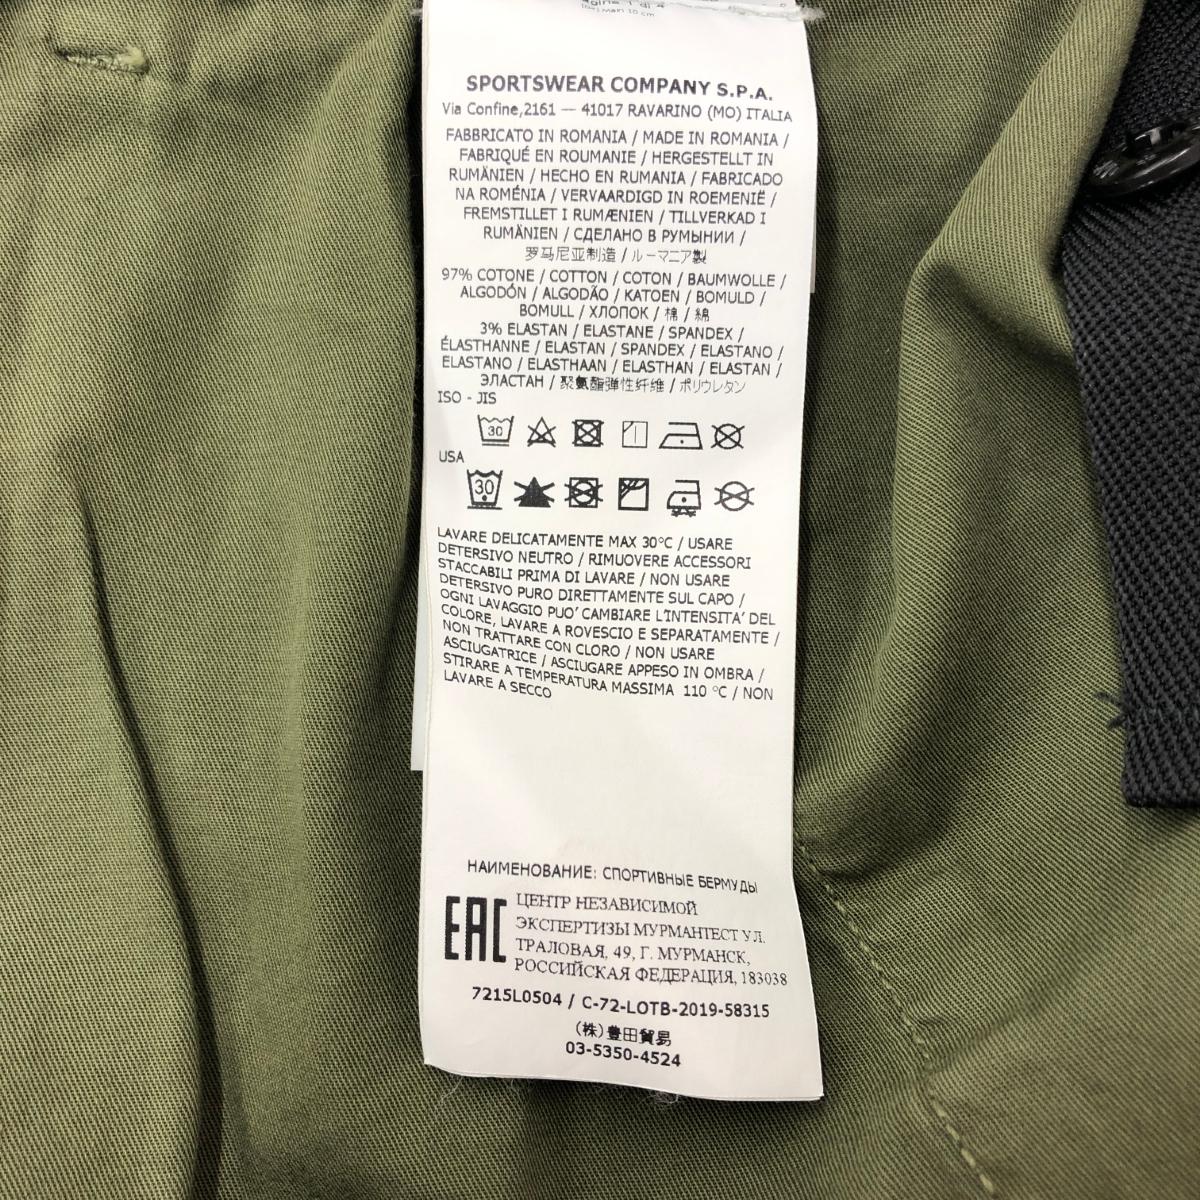 SPORTSWEAR COMPANY S.P.A.
Via Confine,2161 — 41017 RAVARINO (MO) ITALIA
FABBRICATO IN ROMANIA / MADE IN ROMANIA /
FABRIQUÉ EN ROUMANIE / HERGESTELLT IN
RUMÄNIEN / HECHO EN RUMANIA / FABRICADO
NA ROMÉNIA / VERVAARDIGD IN ROEMENIË /
FREMSTILLET I RUMÆNIEN / TILLVERKAD I
RUMÄNIEN / СДЕЛАНО В РУМЫНИИ /
罗马尼亚制造 / ルーマニア製
97% COTONE / COTTON / COTON / BAUMWOLLE /
ALGODÓN / ALGODÃO / KATOEN / BOMULD /
BOMULL / ХЛОПОК / 棉 / 綿
3% ELASTAN / ELASTANE / SPANDEX /
ÉLASTHANNE / ELASTAN / SPANDEX / ELASTANO /
ELASTANO / ELASTHAAN / ELASTHAN / ELASTAN /
ЭЛАСТАН / 聚氨酯弹性纤维 / ポリウレタン
ISO - JIS
30
USA
30
LAVARE DELICATAMENTE MAX 30°C / USARE
DETERSIVO NEUTRO / RIMUOVERE ACCESSORI
STACCABILI PRIMA DI LAVARE / NON USARE
DETERSIVO PURO DIRETTAMENTE SUL CAPO /
OGNI LAVAGGIO PUO' CAMBIARE L'INTENSITA' DEL
COLORE, LAVARE A ROVESCIO E SEPARATAMENTE /
NON TRATTARE CON CLORO / NON USARE
ASCIUGATRICE / ASCIUGARE APPESO IN OMBRA /
STIRARE A TEMPERATURA MASSIMA 110 °C / NON
LAVARE A SECCO
НАИМЕНОВАНИЕ: СПОРТИВНЫЕ БЕРМУДЫ
EAC
ЦЕНТР НЕЗАВИСИМОЙ
ЭКСПЕРТИЗЫ МУРМАНТЕСТ УЛ.
ТРАЛОВАЯ, 49, Г. МУРМАНСК,
РОССИЙСКАЯ ФЕДЕРАЦИЯ, 183038
7215L0504 / C-72-LOTB-2019-58315
(株)豊田貿易
03-5350-4524